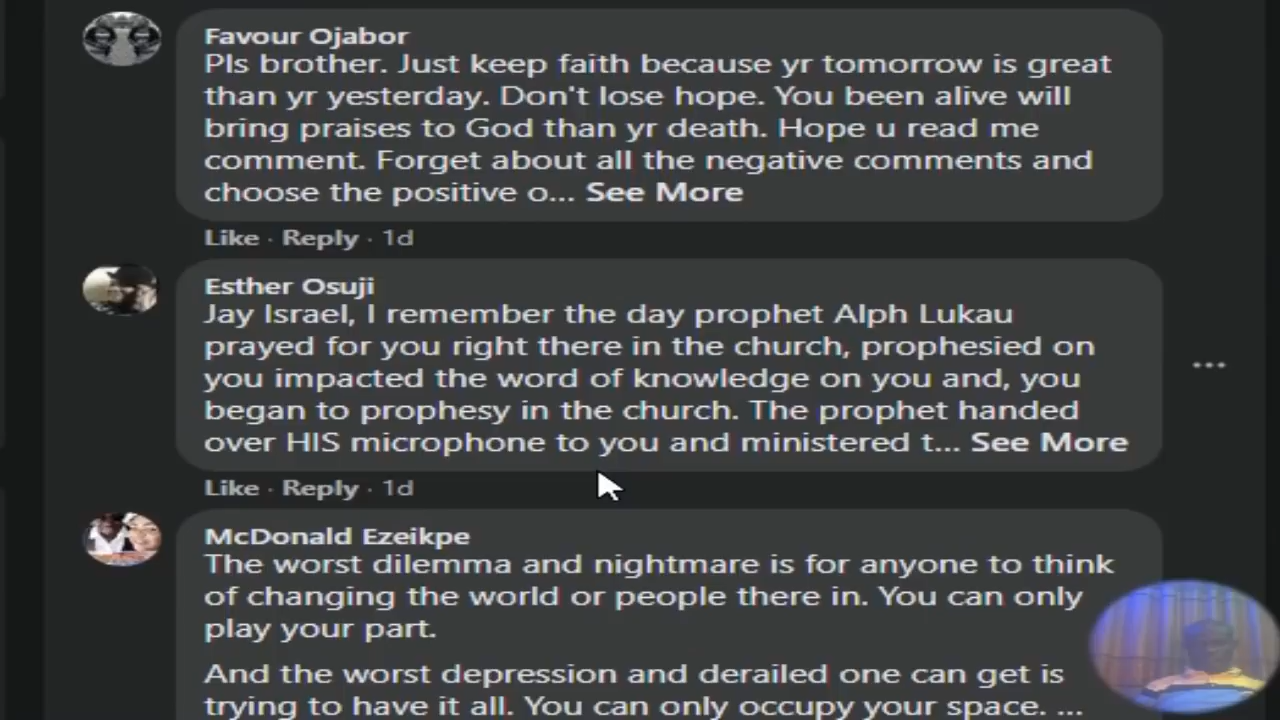 Favour Ojabor
Pls brother. Just keep faith because yr tomorrow is great
than yr yesterday. Don't lose hope. You been alive will
bring praises to God than yr death. Hope u read me
comment. Forget about all the negative comments and
choose the positive o... See More
Like · Reply · 1d
Esther Osuji
Jay Israel, I remember the day prophet Alph Lukau
prayed for you right there in the church, prophesied on
you impacted the word of knowledge on you and, you
began to prophesy in the church. The prophet handed
over HIS microphone to you and ministered t... See More
Like · Reply · 1d
McDonald Ezeikpe
The worst dilemma and nightmare is for anyone to think
of changing the world or people there in. You can only
play your part.
And the worst depression and derailed one can get is
trying to have it all. You can only occupy your space. ...